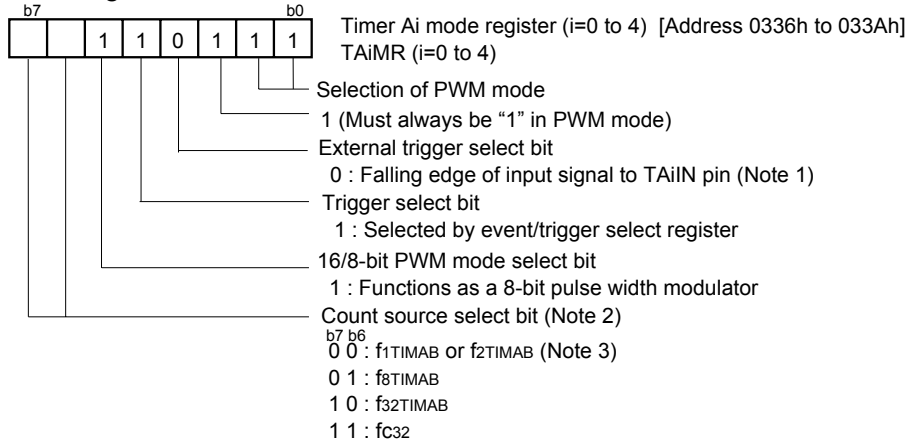 b7 b0
1 1 0 1 1 1
Timer Ai mode register (i=0 to 4) [Address 0336h to 033Ah]
TAiMR (i=0 to 4)
Selection of PWM mode
1 (Must always be “1” in PWM mode)
External trigger select bit
0 : Falling edge of input signal to TAiIN pin (Note 1)
Trigger select bit
1 : Selected by event/trigger select register
16/8-bit PWM mode select bit
1 : Functions as a 8-bit pulse width modulator
Count source select bit (Note 2)
b7 b6
0 0 : f1TIMAB or f2TIMAB (Note 3)
0 1 : f8TIMAB
1 0 : f32TIMAB
1 1 : fC32